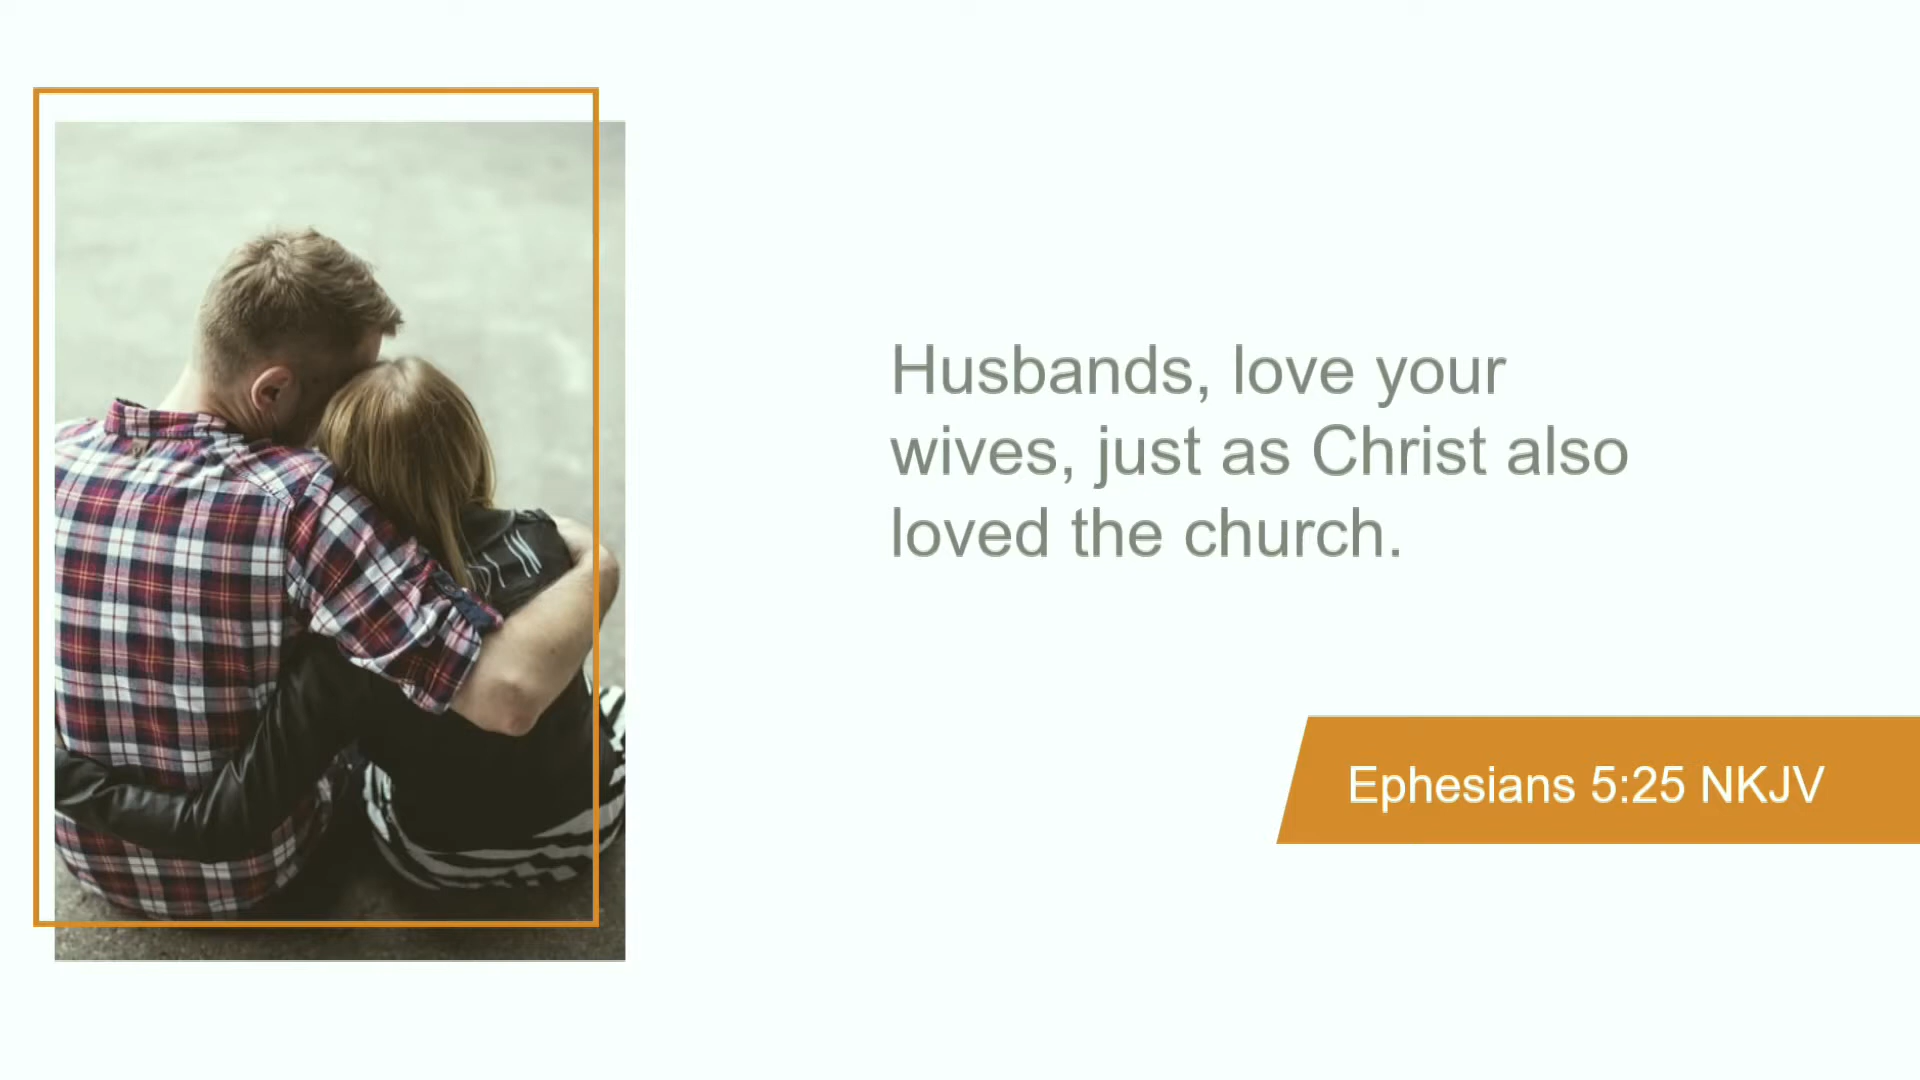 Husbands, love your
wives, just as Christ also
loved the church.
Ephesians 5:25 NKJV